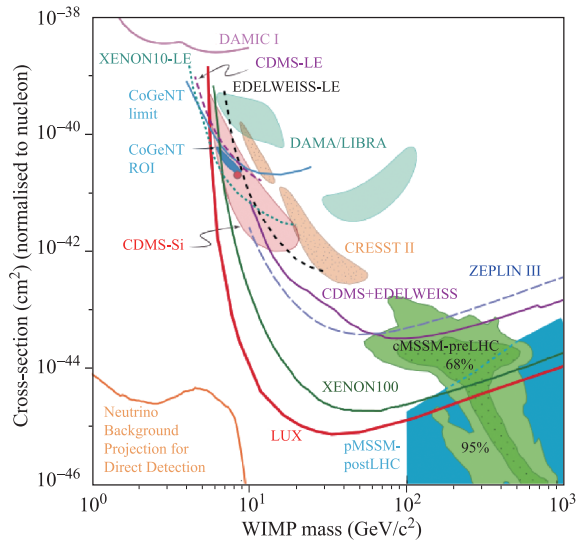 10⁻³⁸
DAMIC I
XENON10-LE
CDMS-LE
EDELWEISS-LE
CoGeNT
limit
10⁻⁴⁰
DAMA/LIBRA
CoGeNT
ROI
10⁻⁴²
CDMS-Si
CRESST II
ZEPLIN III
CDMS+EDELWEISS
10⁻⁴⁴
cMSSM-preLHC
68%
XENON100
Neutrino
Background
Projection for
Direct Detection
LUX
pMSSM-
postLHC
95%
10⁻⁴⁶
10⁰
10¹
10²
10³
WIMP mass (GeV/c²)
Cross-section (cm²) (normalised to nucleon)